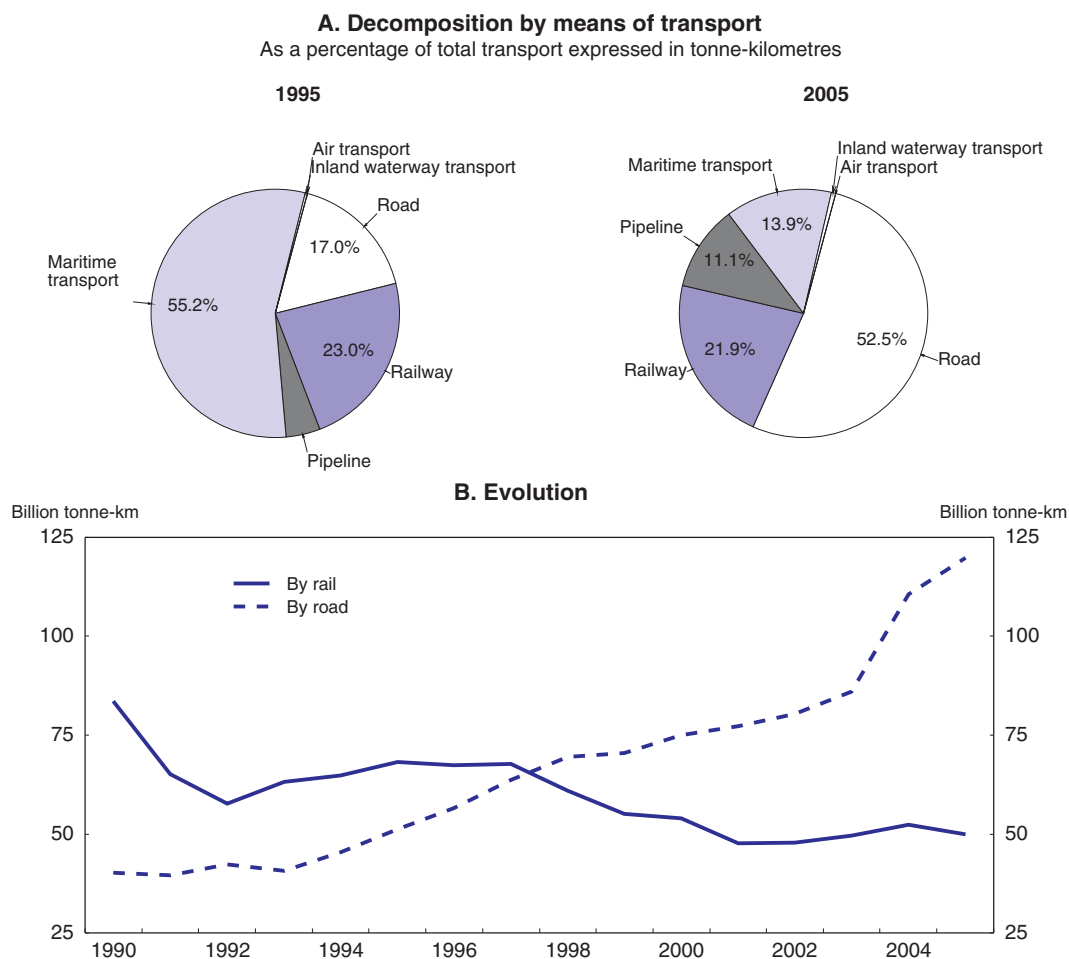 A. Decomposition by means of transport
As a percentage of total transport expressed in tonne-kilometres
1995
Air transport
Inland waterway transport
Road
17.0%
Maritime
transport
55.2%
23.0%
Railway
Pipeline
2005
Inland waterway transport
Air transport
Maritime transport
13.9%
Pipeline
11.1%
52.5%
Road
21.9%
Railway
B. Evolution
Billion tonne-km
Billion tonne-km
125
125
By rail
By road
100
100
75
75
50
50
25
25
1990
1992
1994
1996
1998
2000
2002
2004